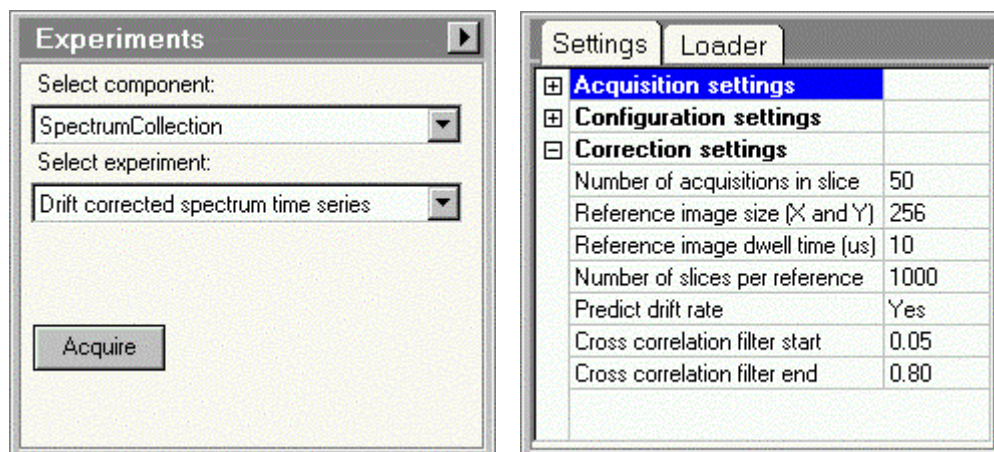 Experiments
Select component:
SpectrumCollection
Select experiment:
Drift corrected spectrum time series
Acquire
Settings Loader
Acquisition settings
Configuration settings
Correction settings
Number of acquisitions in slice 50
Reference image size (X and Y) 256
Reference image dwell time (us) 10
Number of slices per reference 1000
Predict drift rate Yes
Cross correlation filter start 0.05
Cross correlation filter end 0.80